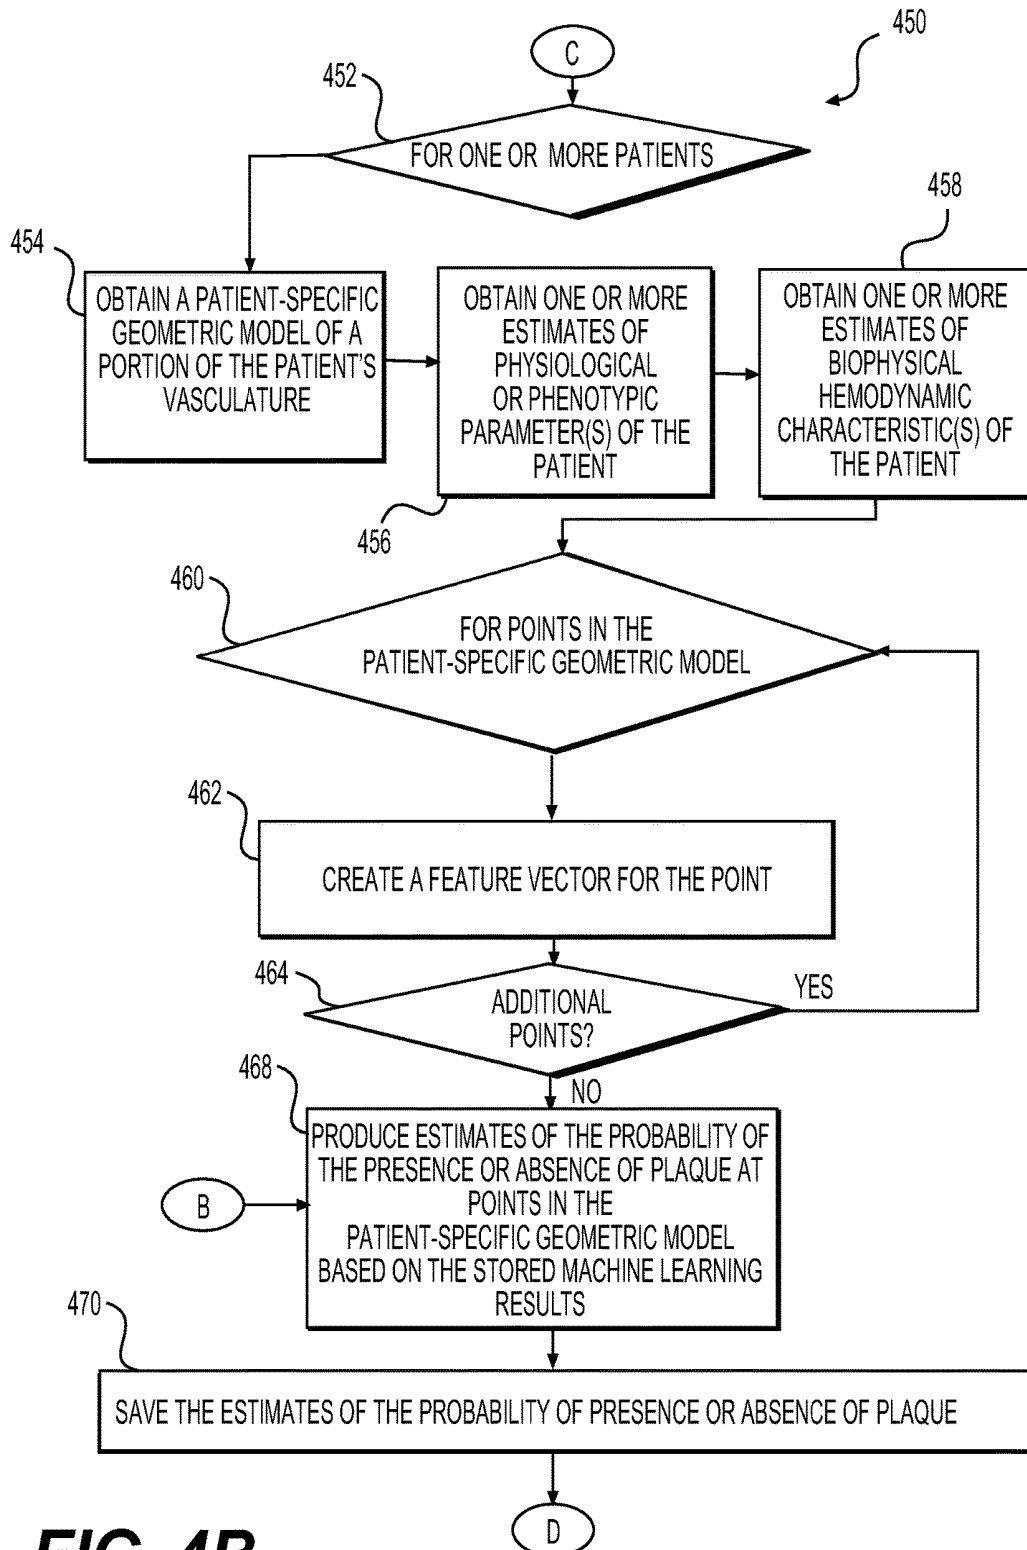 450
C
452
FOR ONE OR MORE PATIENTS
458
454
OBTAIN A PATIENT-SPECIFIC
GEOMETRIC MODEL OF A
PORTION OF THE PATIENT'S
VASCULATURE
OBTAIN ONE OR MORE
ESTIMATES OF
PHYSIOLOGICAL
OR PHENOTYPIC
PARAMETER(S) OF THE
PATIENT
OBTAIN ONE OR MORE
ESTIMATES OF
BIOPHYSICAL
HEMODYNAMIC
CHARACTERISTIC(S) OF
THE PATIENT
456
460
FOR POINTS IN THE
PATIENT-SPECIFIC GEOMETRIC MODEL
462
CREATE A FEATURE VECTOR FOR THE POINT
464
ADDITIONAL
POINTS?
YES
NO
468
PRODUCE ESTIMATES OF THE PROBABILITY OF
THE PRESENCE OR ABSENCE OF PLAQUE AT
POINTS IN THE
PATIENT-SPECIFIC GEOMETRIC MODEL
BASED ON THE STORED MACHINE LEARNING
RESULTS
B
470
SAVE THE ESTIMATES OF THE PROBABILITY OF PRESENCE OR ABSENCE OF PLAQUE
D
FIG. 4B